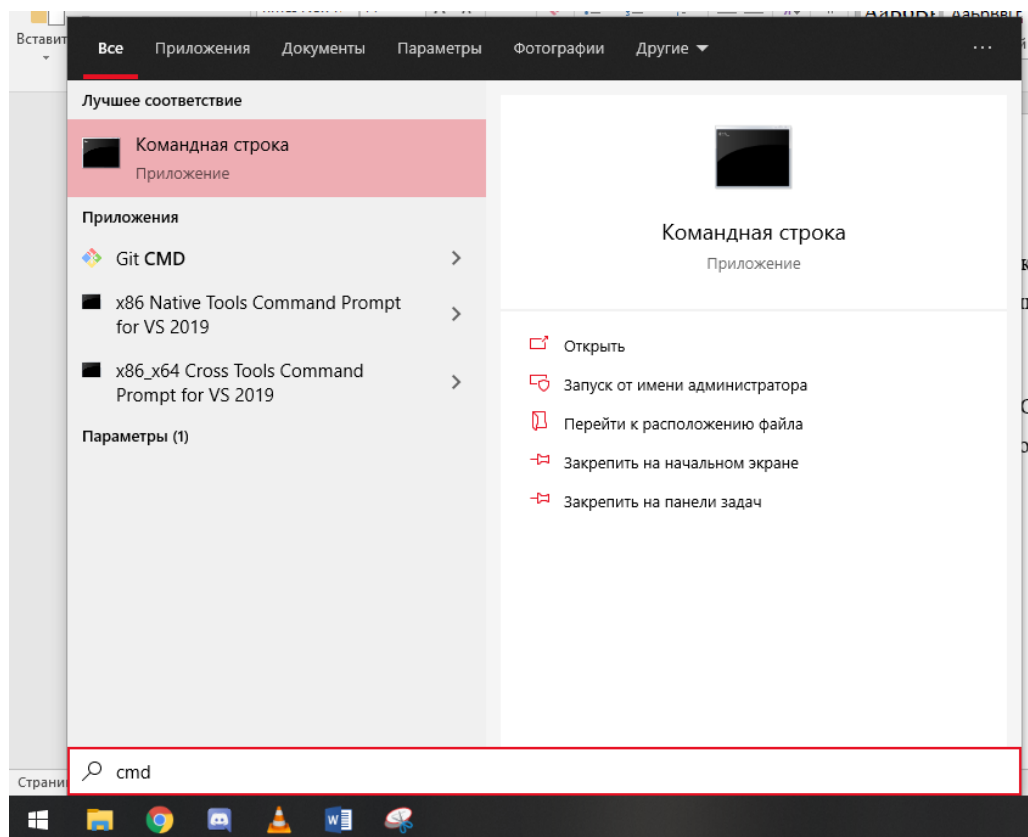 Вставит
Все Приложения Документы Параметры Фотографии Другие ...
Лучшее соответствие
Командная строка
Приложение
Приложения
Git CMD
x86 Native Tools Command Prompt
for VS 2019
x86_x64 Cross Tools Command
Prompt for VS 2019
Параметры (1)
Командная строка
Приложение
Открыть
Запуск от имени администратора
Перейти к расположению файла
Закрепить на начальном экране
Закрепить на панели задач
cmd
Страни